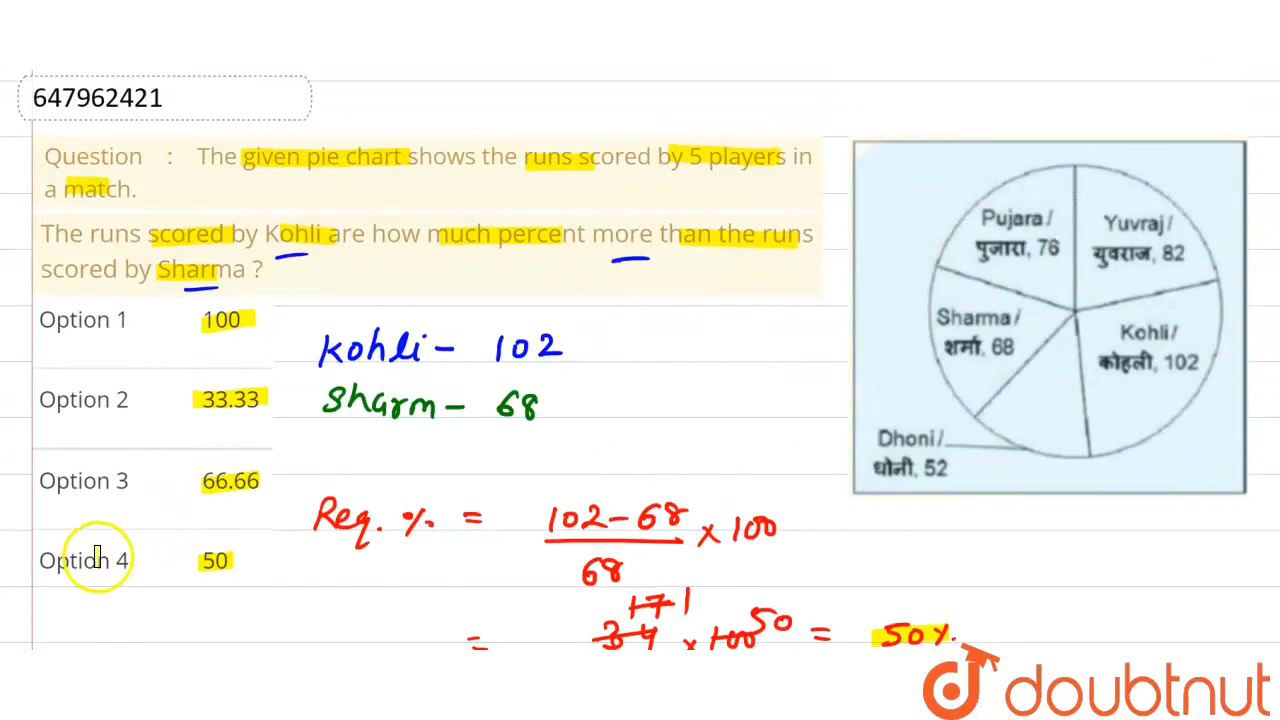 647962421
Question : The given pie chart shows the runs scored by 5 players in
a match.
The runs scored by Kohli are how much percent more than the runs
scored by Sharma ?
Option 1 100
Option 2 33.33
Option 3 66.66
Option 4 50
Kohli - 102
Sharm - 68
Req. % = 102-68 × 100
68
17 1
= 34 × 100 50 = 50%.
Pujara/
पुजारा, 76
Yuvraj/
युवराज, 82
Sharma/
शर्मा, 68
Kohli/
कोहली, 102
Dhoni/
धोनी, 52
doubtnut